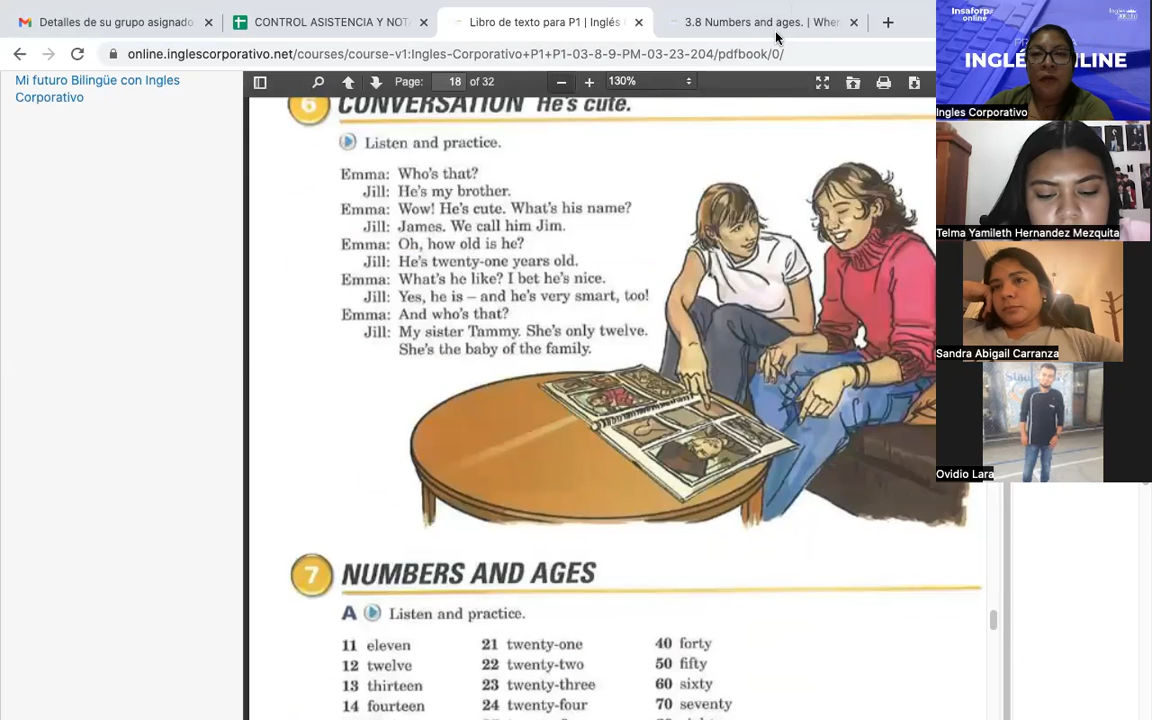 Detalles de su grupo asignado
CONTROL ASISTENCIA Y NOT
Libro de texto para P1 | Inglés
3.8 Numbers and ages. | Wher
online.inglescorporativo.net/courses/course-v1:Ingles-Corporativo+P1+P1-03-8-9-PM-03-23-204/pdfbook/0/
Mi futuro Bilingüe con Ingles
Corporativo
Page: 18 of 32
130%
6 CONVERSATION He's cute.
Listen and practice.
Emma: Who's that?
Jill: He's my brother.
Emma: Wow! He's cute. What's his name?
Jill: James. We call him Jim.
Emma: Oh, how old is he?
Jill: He's twenty-one years old.
Emma: What's he like? I bet he's nice.
Jill: Yes, he is – and he's very smart, too!
Emma: And who's that?
Jill: My sister Tammy. She's only twelve.
She's the baby of the family.
7 NUMBERS AND AGES
A Listen and practice.
11 eleven 21 twenty-one 40 forty
12 twelve 22 twenty-two 50 fifty
13 thirteen 23 twenty-three 60 sixty
14 fourteen 24 twenty-four 70 seventy
Insaforp
online
INGLÉ
LINE
Ingles Corporativo
Telma Yamileth Hernandez Mezquita
Sandra Abigail Carranza
Ovidio Lara